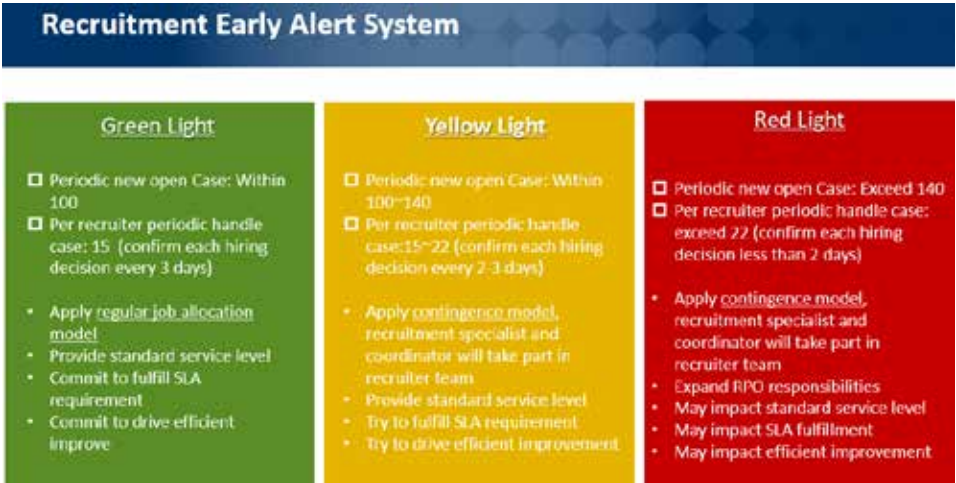 Recruitment Early Alert System
Green Light
Periodic new open Case: Within
100
Per recruiter periodic handle
case: 15 (confirm each hiring
decision every 3 days)
Apply regular job allocation
model
Provide standard service level
Commit to fulfill SLA
requirement
Commit to drive efficient
improve
Yellow Light
Periodic new open Case: Within
100~140
Per recruiter periodic handle
case:15~22 (confirm each hiring
decision every 2-3 days)
Apply contingence model,
recruitment specialist and
coordinator will take part in
recruiter team
Provide standard service level
Try to fulfill SLA requirement
Try to drive efficient improvement
Red Light
Periodic new open Case: Exceed 140
Per recruiter periodic handle case:
exceed 22 (confirm each hiring
decision less than 2 days)
Apply contingence model,
recruitment specialist and
coordinator will take part in
recruiter team
Expand RPO responsibilities
May impact standard service level
May impact SLA fulfillment
May impact efficient improvement